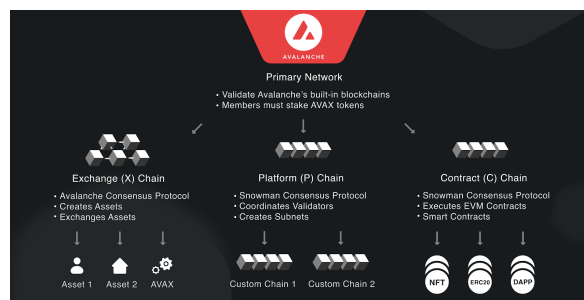 AVALANCHE
Primary Network
• Validate Avalanche's built-in blockchains
• Members must stake AVAX tokens
Exchange (X) Chain
• Avalanche Consensus Protocol
• Creates Assets
• Exchanges Assets
Asset 1
Asset 2
AVAX
Platform (P) Chain
• Snowman Consensus Protocol
• Coordinates Validators
• Creates Subnets
Custom Chain 1
Custom Chain 2
Contract (C) Chain
• Snowman Consensus Protocol
• Executes EVM Contracts
• Smart Contracts
NFT
ERC20
DAPP